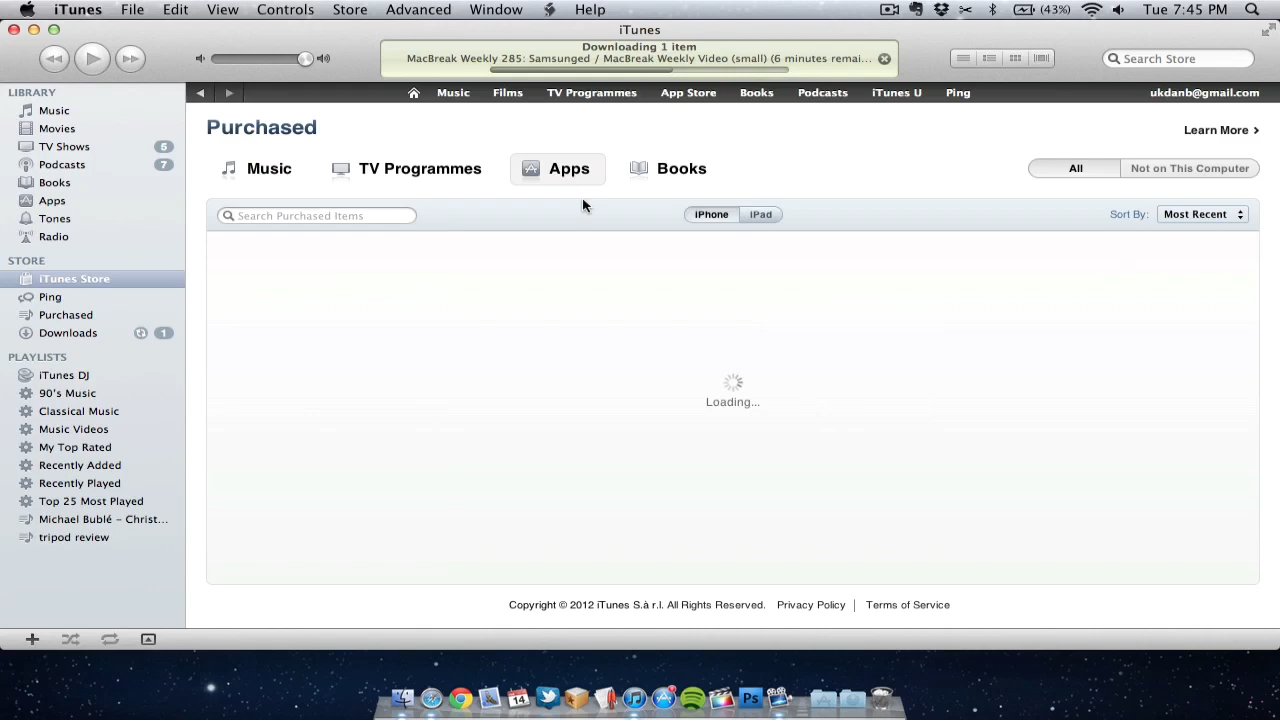 iTunes File Edit View Controls Store Advanced Window Help (43%) Tue 7:45 PM
iTunes
Downloading 1 item
MacBreak Weekly 285: Samsunged / MacBreak Weekly Video (small) (6 minutes remai...
Search Store
Music Films TV Programmes App Store Books Podcasts iTunes U Ping ukdanb@gmail.com
LIBRARY
Music
Movies
TV Shows 5
Podcasts 7
Books
Apps
Tones
Radio
STORE
iTunes Store
Ping
Purchased
Downloads 1
PLAYLISTS
iTunes DJ
90's Music
Classical Music
Music Videos
My Top Rated
Recently Added
Recently Played
Top 25 Most Played
Michael Bublé – Christ...
tripod review
Purchased
Learn More >
Music TV Programmes Apps Books
All Not on This Computer
Search Purchased Items
iPhone iPad
Sort By: Most Recent
Loading...
Copyright © 2012 iTunes S.à r.l. All Rights Reserved. Privacy Policy | Terms of Service
14
Ps